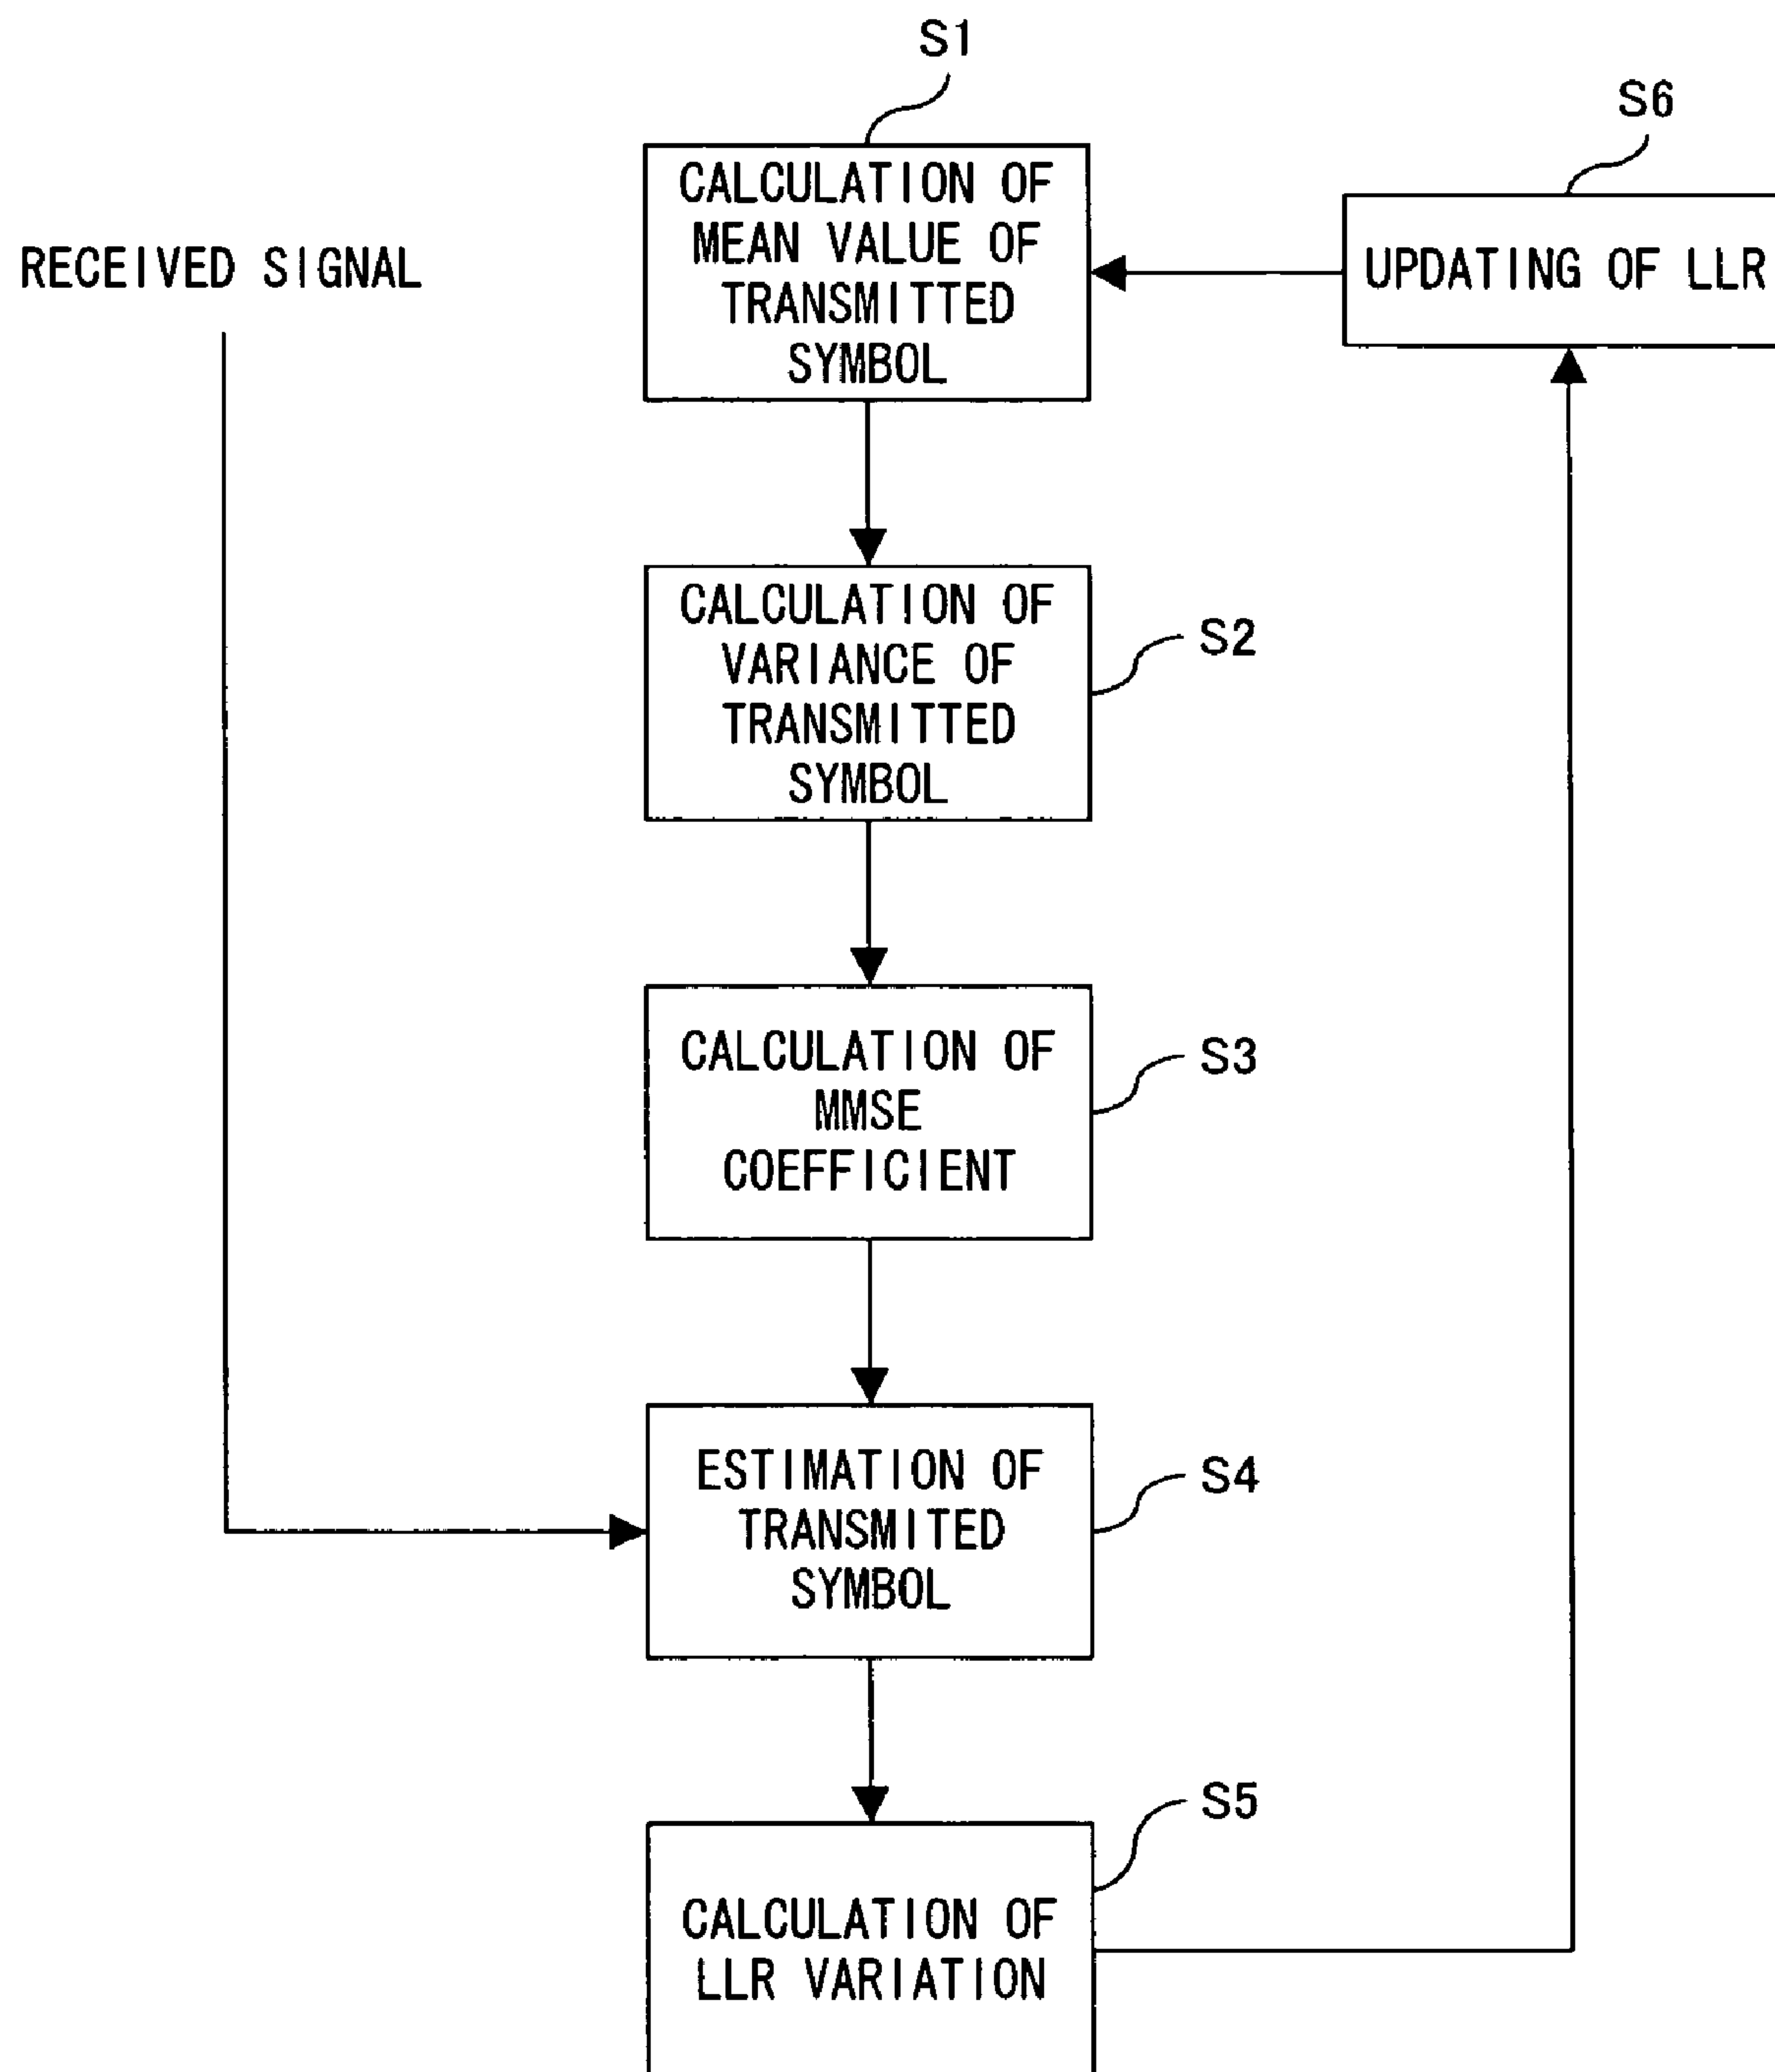 S1
S6
CALCULATION OF
MEAN VALUE OF
TRANSMITTED
SYMBOL
RECEIVED SIGNAL
UPDATING OF LLR
CALCULATION OF
VARIANCE OF
TRANSMITTED
SYMBOL
S2
CALCULATION OF
MMSE
COEFFICIENT
S3
ESTIMATION OF
TRANSMITED
SYMBOL
S4
S5
CALCULATION OF
LLR VARIATION